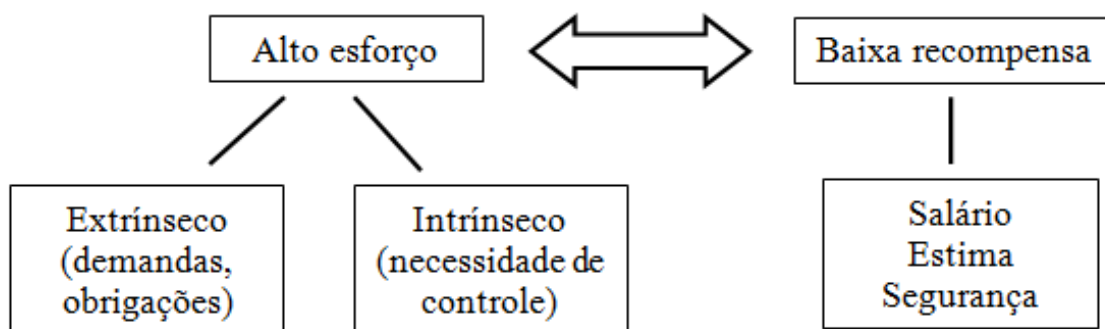 Alto esforço
Baixa recompensa
Extrínseco
(demandas,
obrigações)
Intrínseco
(necessidade de
controle)
Salário
Estima
Segurança